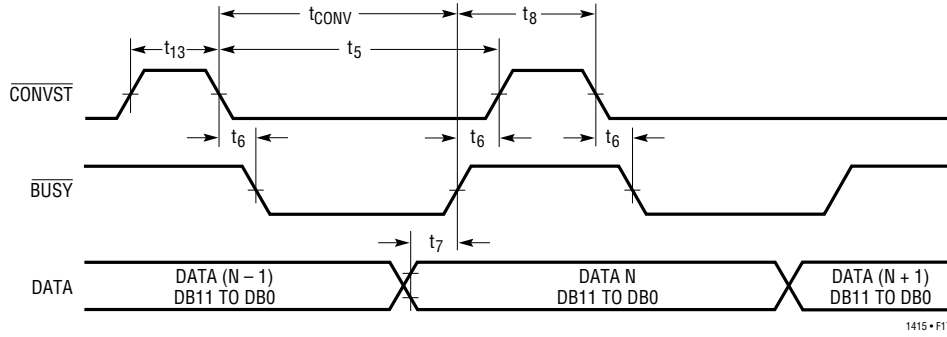 tCONV
t8
t13
t5
CONVST
t6
t6
t6
BUSY
t7
DATA
DATA (N – 1)
DB11 TO DB0
DATA N
DB11 TO DB0
DATA (N + 1)
DB11 TO DB0
1415 • F17